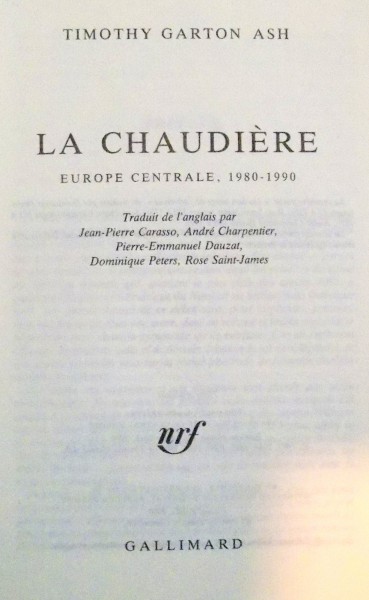 TIMOTHY GARTON ASH
LA CHAUDIÈRE
EUROPE CENTRALE, 1980-1990
Traduit de l'anglais par
Jean-Pierre Carasso, André Charpentier,
Pierre-Emmanuel Dauzat,
Dominique Peters, Rose Saint-James
nrf
GALLIMARD